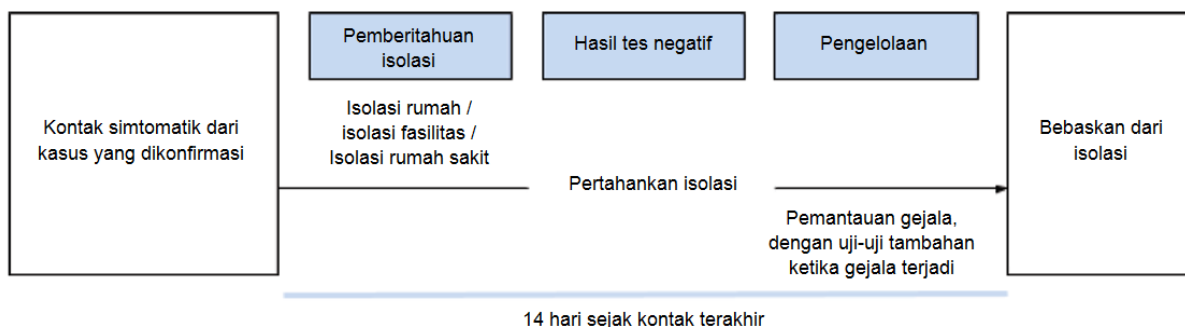 Kontak simtomatik dari
kasus yang dikonfirmasi
Pemberitahuan
isolasi
Isolasi rumah /
isolasi fasilitas /
Isolasi rumah sakit
Hasil tes negatif
Pertahankan isolasi
Pengelolaan
Pemantauan gejala,
dengan uji-uji tambahan
ketika gejala terjadi
Bebaskan dari
isolasi
14 hari sejak kontak terakhir